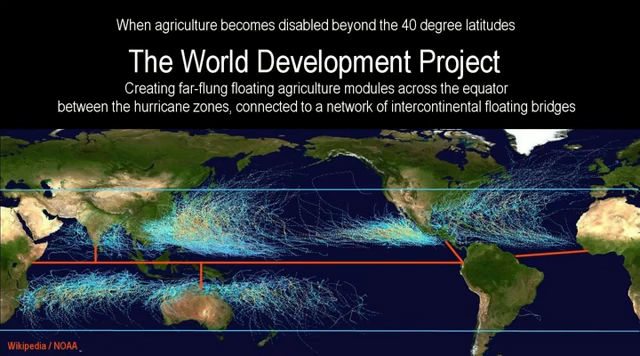 When agriculture becomes disabled beyond the 40 degree latitudes
The World Development Project
Creating far-flung floating agriculture modules across the equator
between the hurricane zones, connected to a network of intercontinental floating bridges
Wikipedia / NOAA